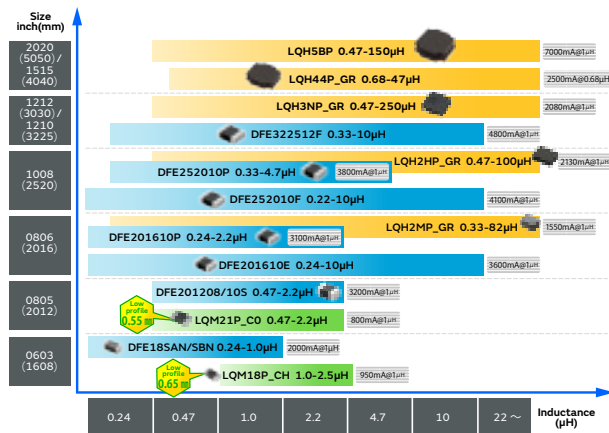 Size
inch(mm)
2020
(5050) /
1515
(4040)
LQH5BP 0.47-150μH
7000mA@1μH
LQH44P_GR 0.68-47μH
2500mA@0.68μH
1212
(3030) /
1210
(3225)
LQH3NP_GR 0.47-250μH
2080mA@1μH
DFE322512F 0.33-10μH
4800mA@1μH
1008
(2520)
LQH2HP_GR 0.47-100μH
2130mA@1μH
DFE252010P 0.33-4.7μH
3800mA@1μH
DFE252010F 0.22-10μH
4100mA@1μH
0806
(2016)
LQH2MP_GR 0.33-82μH
1550mA@1μH
DFE201610P 0.24-2.2μH
3100mA@1μH
DFE201610E 0.24-10μH
3600mA@1μH
0805
(2012)
DFE201208/10S 0.47-2.2μH
3200mA@1μH
Low
profile
0.55 mm
LQM21P_C0 0.47-2.2μH
800mA@1μH
0603
(1608)
DFE18SAN/SBN 0.24-1.0μH
2000mA@1μH
Low
profile
0.65 mm
LQM18P_CH 1.0-2.5μH
950mA@1μH
0.24
0.47
1.0
2.2
4.7
10
22 ～
Inductance
(μH)